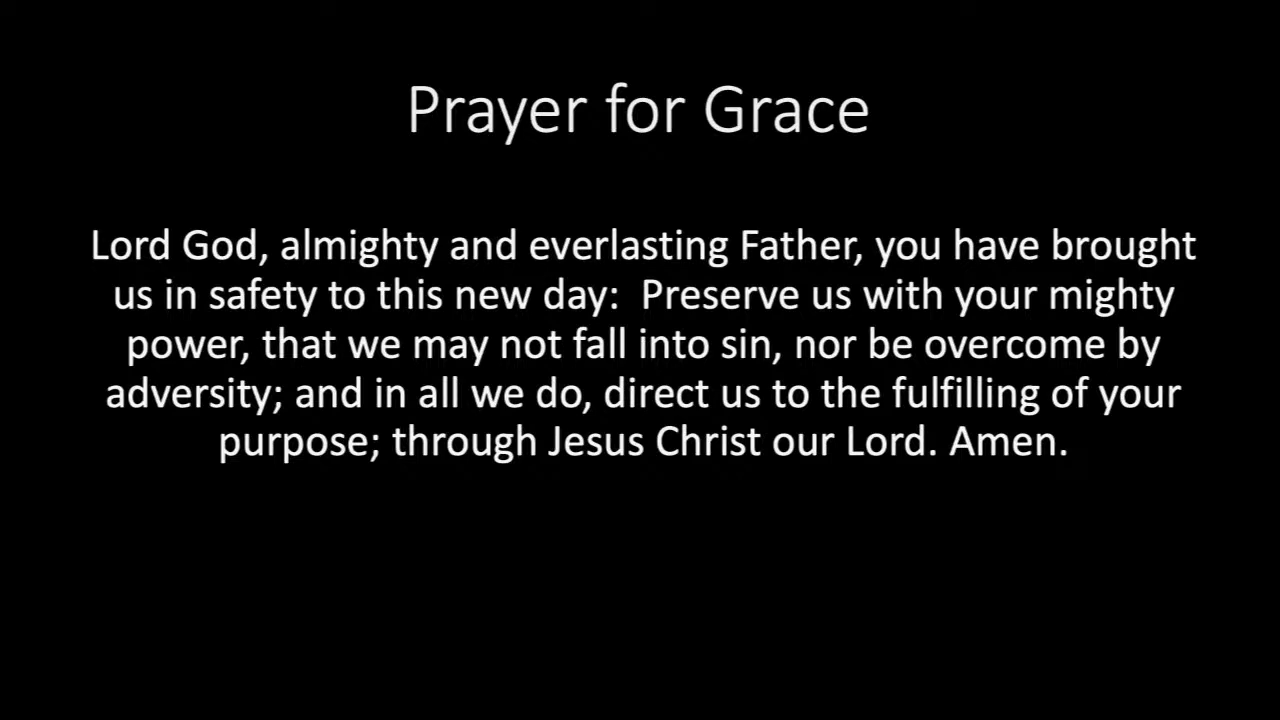 Prayer for Grace
Lord God, almighty and everlasting Father, you have brought
us in safety to this new day:  Preserve us with your mighty
power, that we may not fall into sin, nor be overcome by
adversity; and in all we do, direct us to the fulfilling of your
purpose; through Jesus Christ our Lord. Amen.